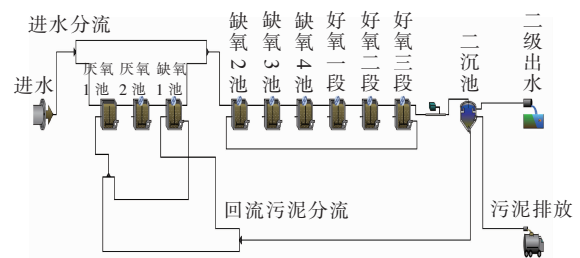 进水分流
进水
厌氧1池
厌氧2池
缺氧1池
缺氧2池
缺氧3池
缺氧4池
好氧一段
好氧二段
好氧三段
二沉池
二级出水
回流污泥分流
污泥排放